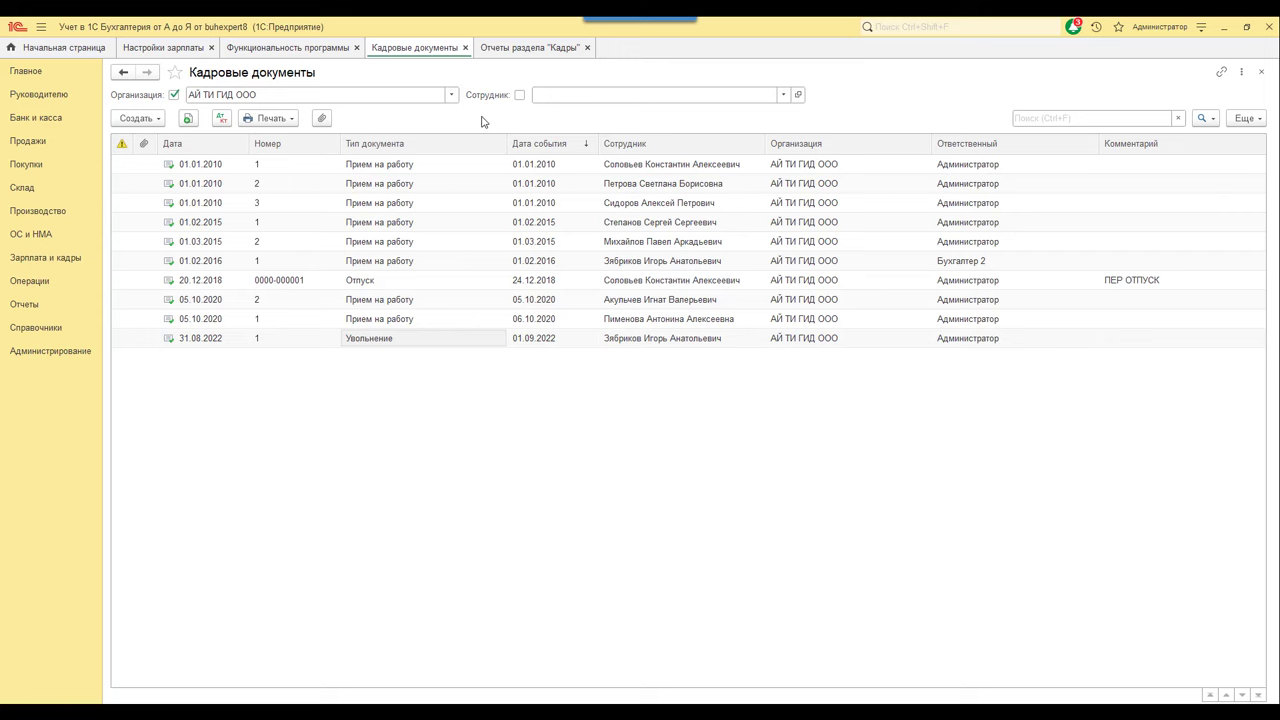 1С Учет в 1С Бухгалтерия от А до Я от buhexpert8 (1С:Предприятие) Поиск Ctrl+Shift+F 3 Администратор
Начальная страница Настройки зарплаты × Функциональность программы × Кадровые документы × Отчеты раздела "Кадры" ×
Главное
Руководителю
Банк и касса
Продажи
Покупки
Склад
Производство
ОС и НМА
Зарплата и кадры
Операции
Отчеты
Справочники
Администрирование
Кадровые документы
Организация: АЙ ТИ ГИД ООО Сотрудник:
Создать Дт Кт Печать Поиск (Ctrl+F) × Еще
Дата Номер Тип документа Дата события ↓ Сотрудник Организация Ответственный Комментарий
01.01.2010 1 Прием на работу 01.01.2010 Соловьев Константин Алексеевич АЙ ТИ ГИД ООО Администратор
01.01.2010 2 Прием на работу 01.01.2010 Петрова Светлана Борисовна АЙ ТИ ГИД ООО Администратор
01.01.2010 3 Прием на работу 01.01.2010 Сидоров Алексей Петрович АЙ ТИ ГИД ООО Администратор
01.02.2015 1 Прием на работу 01.02.2015 Степанов Сергей Сергеевич АЙ ТИ ГИД ООО Администратор
01.03.2015 2 Прием на работу 01.03.2015 Михайлов Павел Аркадьевич АЙ ТИ ГИД ООО Администратор
01.02.2016 1 Прием на работу 01.02.2016 Зябриков Игорь Анатольевич АЙ ТИ ГИД ООО Бухгалтер 2
20.12.2018 0000-000001 Отпуск 24.12.2018 Соловьев Константин Алексеевич АЙ ТИ ГИД ООО Администратор ПЕР ОТПУСК
05.10.2020 2 Прием на работу 05.10.2020 Акульчев Игнат Валерьевич АЙ ТИ ГИД ООО Администратор
05.10.2020 1 Прием на работу 06.10.2020 Пименова Антонина Алексеевна АЙ ТИ ГИД ООО Администратор
31.08.2022 1 Увольнение 01.09.2022 Зябриков Игорь Анатольевич АЙ ТИ ГИД ООО Администратор